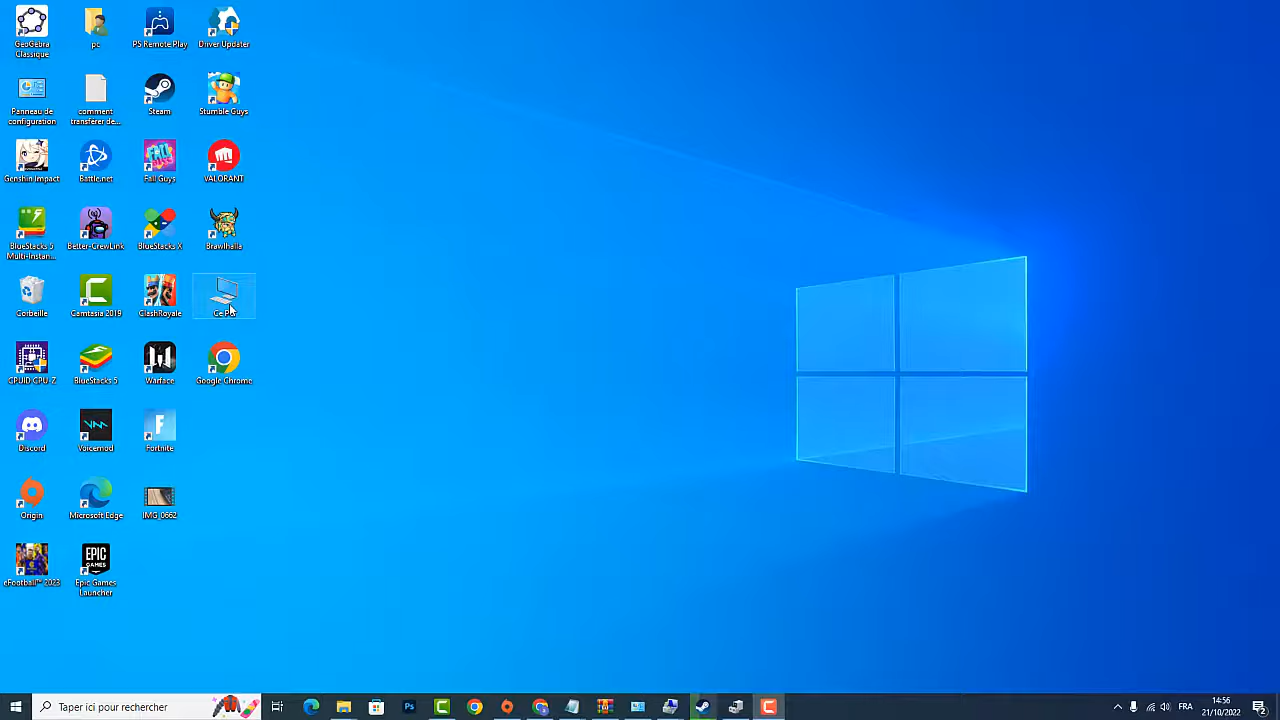 GeoGebra
Classique
pc
PS Remote Play
Driver Updater
Panneau de
configuration
comment
transférer de...
Steam
Stumble Guys
Genshin Impact
Battle.net
Fall Guys
VALORANT
BlueStacks 5
Multi-Instan...
Better-CrewLink
BlueStacks X
Brawlhalla
Corbeille
Camtasia 2019
ClashRoyale
Ce
CPUID CPU-Z
BlueStacks 5
Warface
Google Chrome
Discord
Voicemod
Fortnite
Origin
Microsoft Edge
IMG_0662
eFootball™ 2023
EPIC
GAMES
Epic Games
Launcher
Taper ici pour rechercher
FRA
14:56
21/10/2022
2